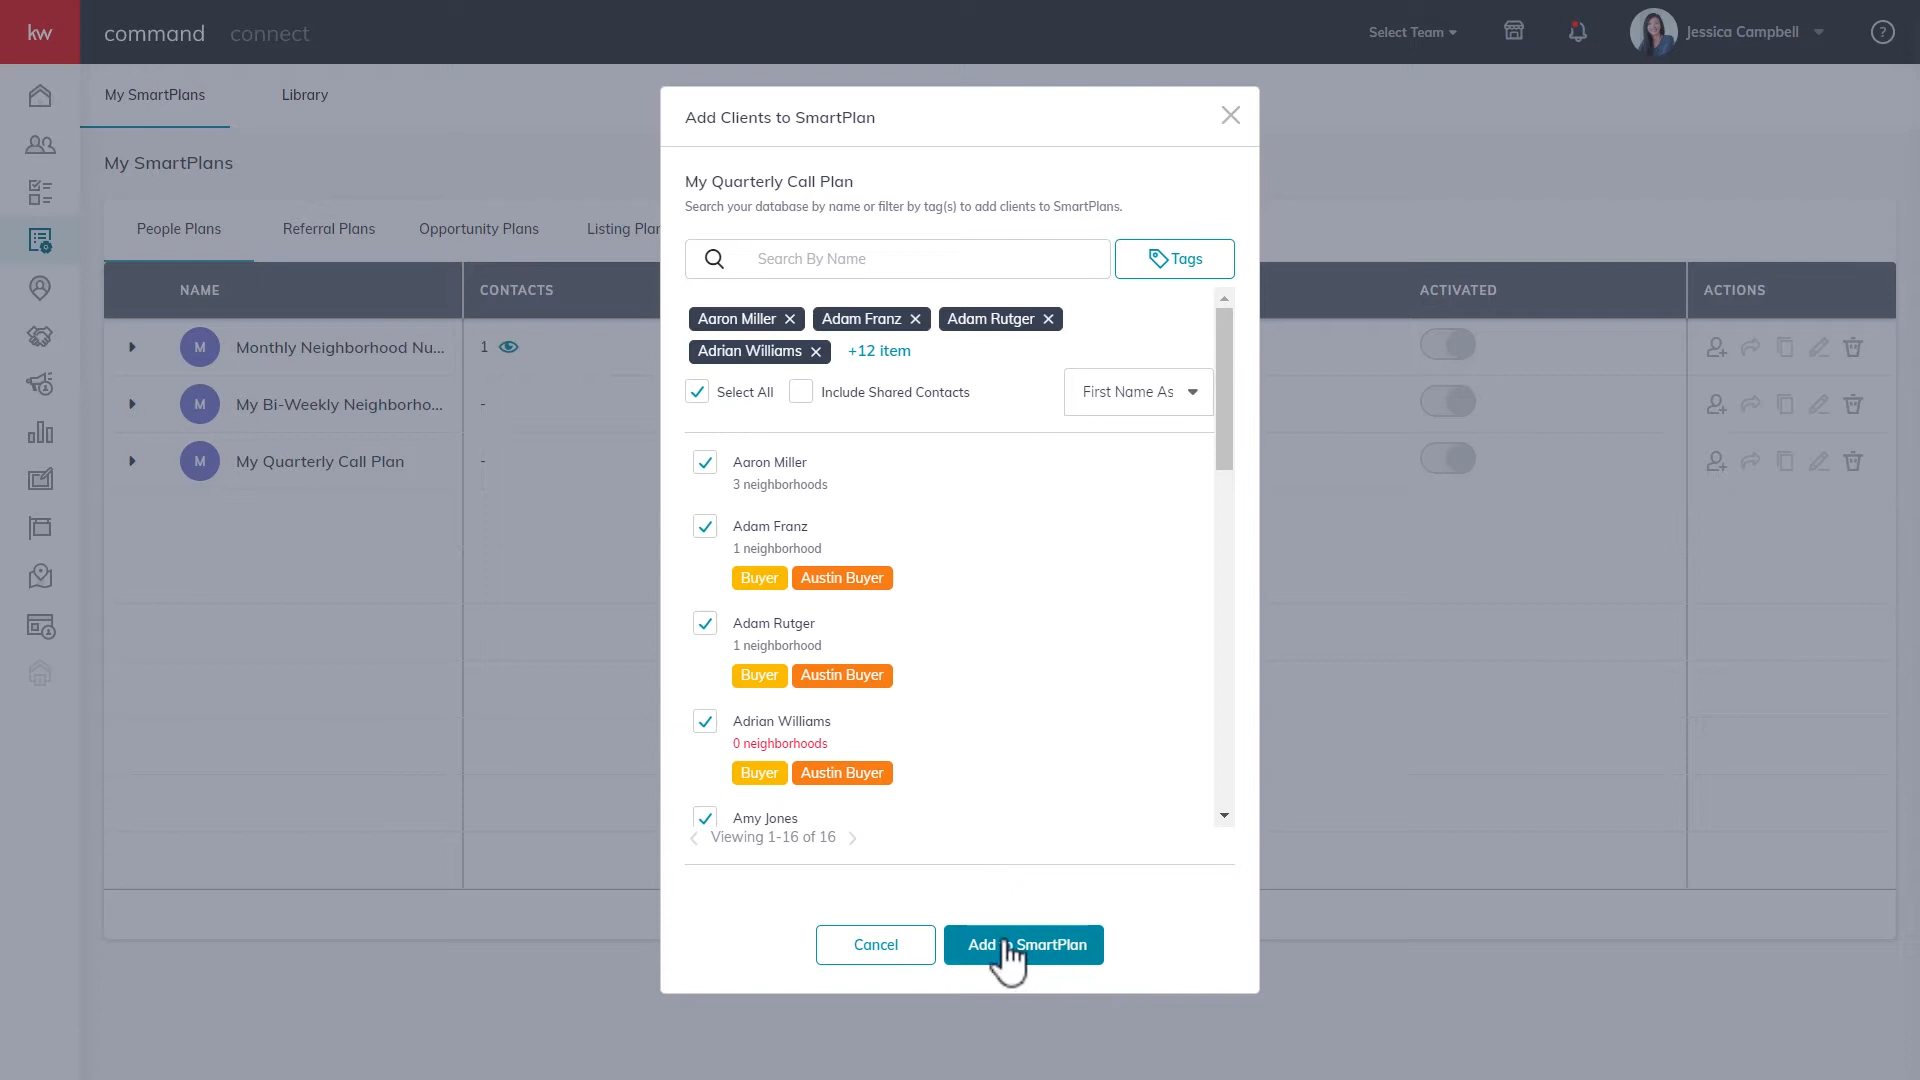 kw
command connect
Select Team
Jessica Campbell
?
My SmartPlans Library
My SmartPlans
People Plans Referral Plans Opportunity Plans Listing Plan
NAME CONTACTS ACTIVATED ACTIONS
M Monthly Neighborhood Nu... 1
M My Bi-Weekly Neighborho... -
M My Quarterly Call Plan -
Add Clients to SmartPlan
My Quarterly Call Plan
Search your database by name or filter by tag(s) to add clients to SmartPlans.
Search By Name Tags
Aaron Miller Adam Franz Adam Rutger
Adrian Williams +12 item
Select All Include Shared Contacts First Name As
Aaron Miller
3 neighborhoods
Adam Franz
1 neighborhood
Buyer Austin Buyer
Adam Rutger
1 neighborhood
Buyer Austin Buyer
Adrian Williams
0 neighborhoods
Buyer Austin Buyer
Amy Jones
Viewing 1-16 of 16
Cancel Add to SmartPlan